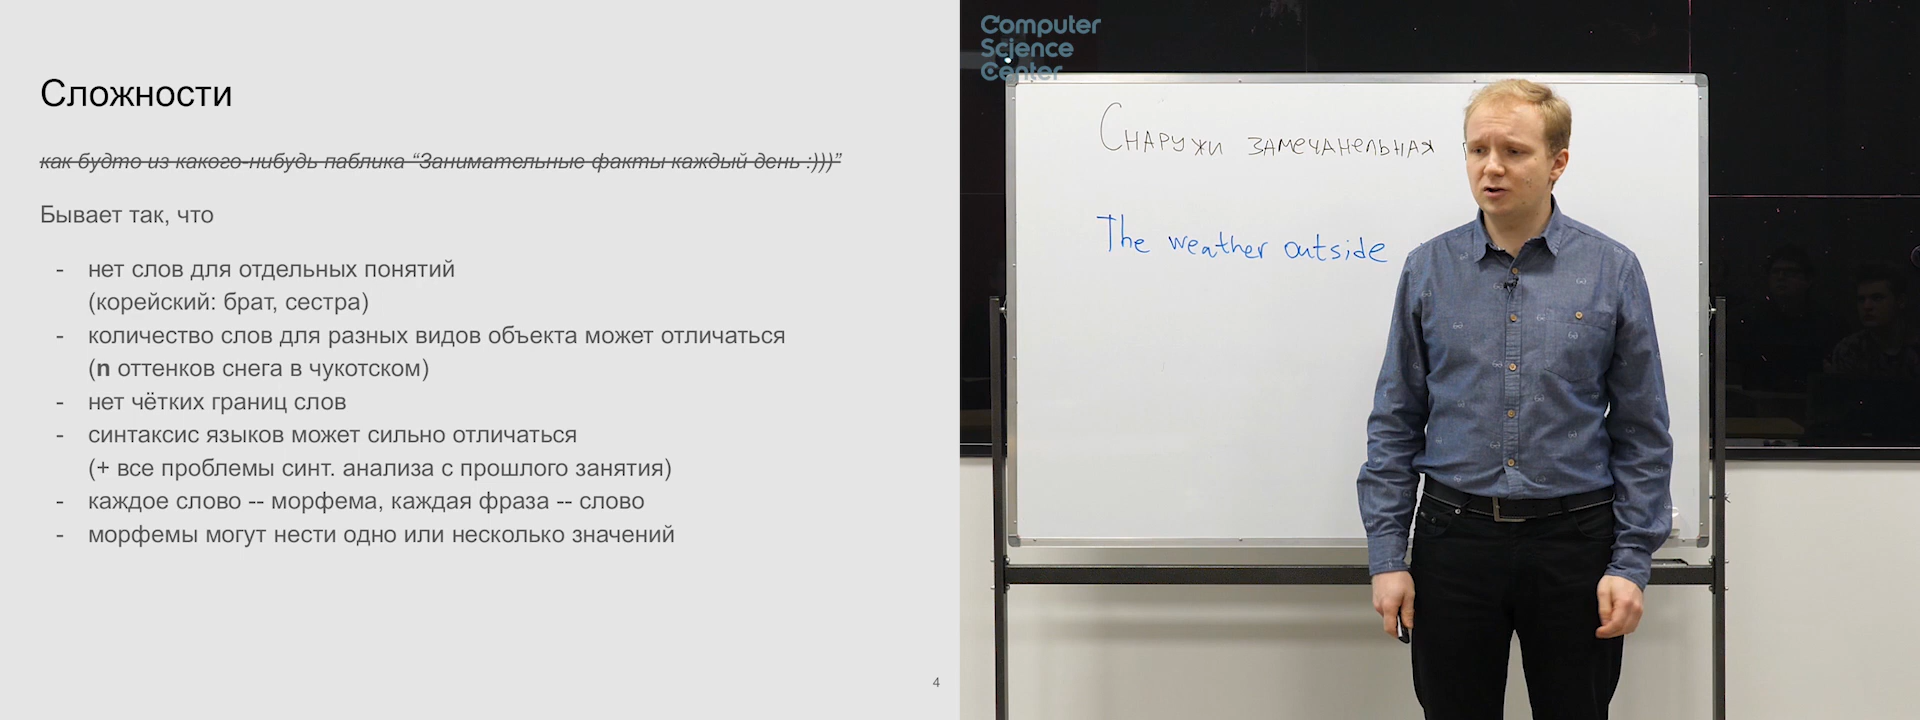 Сложности
как будто из какого-нибудь паблика “Занимательные факты каждый день :)))”
Бывает так, что
- нет слов для отдельных понятий
(корейский: брат, сестра)
- количество слов для разных видов объекта может отличаться
(n оттенков снега в чукотском)
- нет чётких границ слов
- синтаксис языков может сильно отличаться
(+ все проблемы синт. анализа с прошлого занятия)
- каждое слово -- морфема, каждая фраза -- слово
- морфемы могут нести одно или несколько значений
4
Computer
Science
Center
Снаружи замечанельная
The weather outside